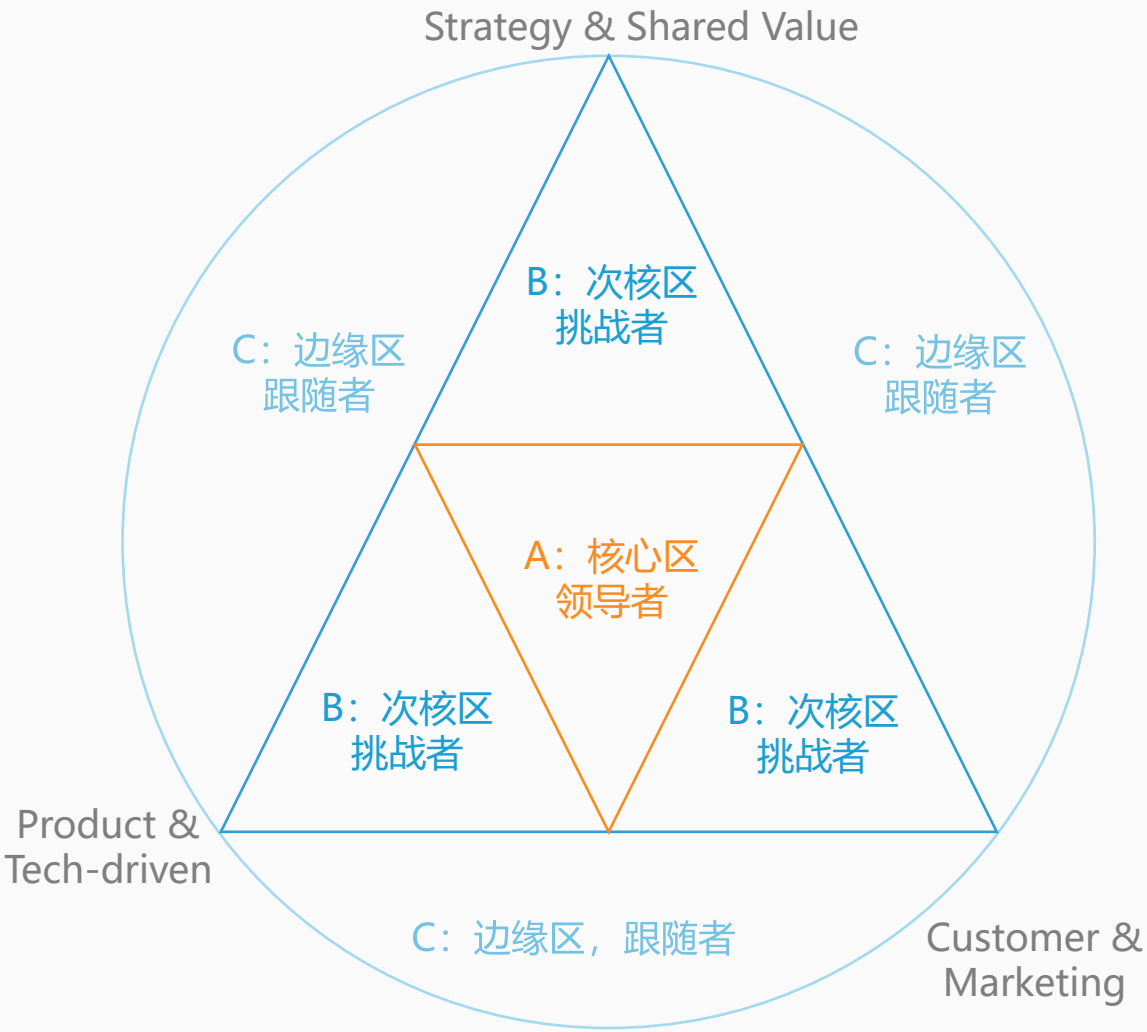 Strategy & Shared Value
B：次核区
挑战者
C：边缘区
跟随者
C：边缘区
跟随者
A：核心区
领导者
B：次核区
挑战者
B：次核区
挑战者
Product &
Tech-driven
C：边缘区，跟随者
Customer &
Marketing